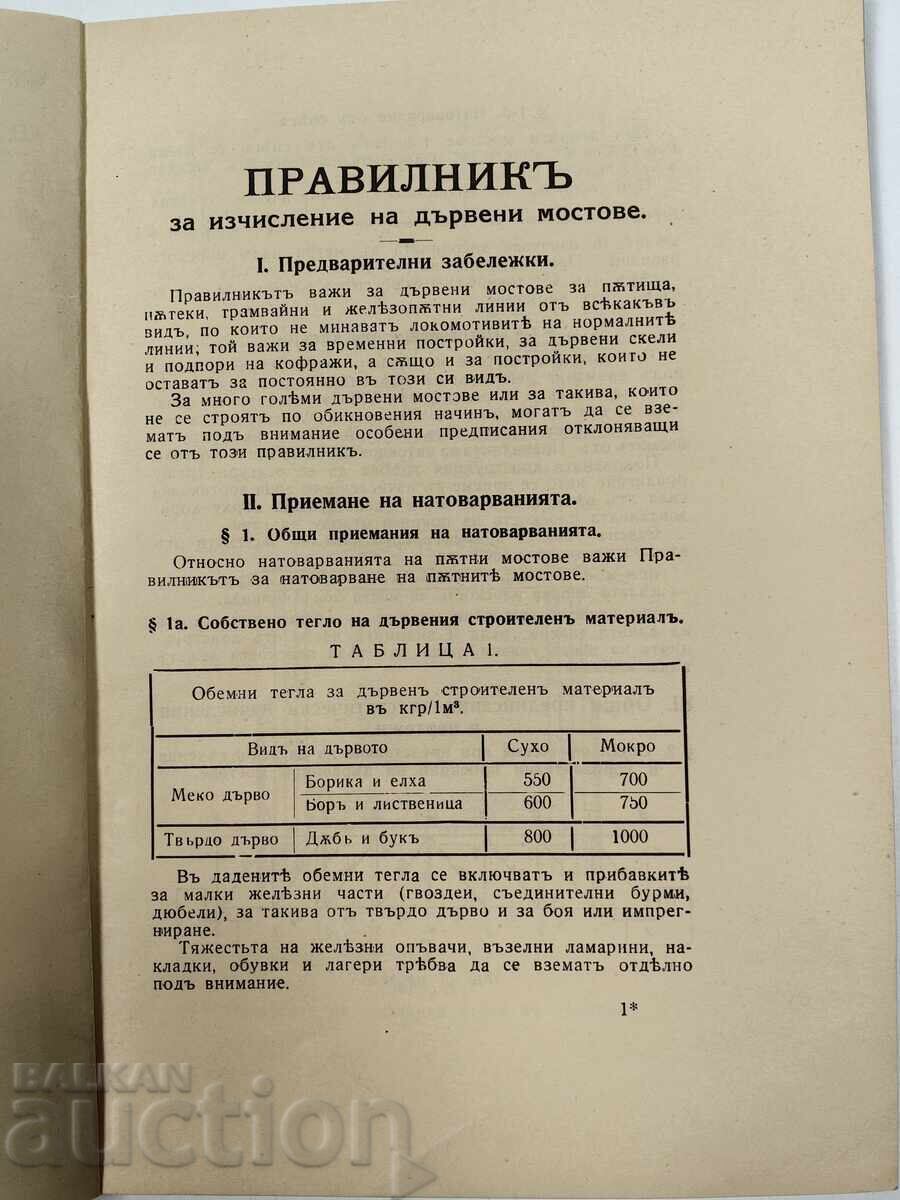 ПРАВИЛНИКЪ
за изчисление на дървени мостове.
I. Предварителни забележки.
Правилникътъ важи за дървени мостове за пѫтища,
пѫтеки, трамвайни и желѣзопѫтни линии отъ всѣкакъвъ
видъ, по които не минаватъ локомотивитѣ на нормалнитѣ
линии; той важи за временни постройки, за дървени скели
и подпори на кофражи, а сѫщо и за постройки, които не
оставатъ за постоянно въ този си видъ.
За много голѣми дървени мостове или за такива, които
не се строятъ по обикновения начинъ, могатъ да се взе-
матъ подъ внимание особени предписания отклоняващи
се отъ този правилник.
II. Приемане на натоварванията.
§ 1. Общи приемания на натоварванията.
Относно натоварванията на пѫтни мостове важи Пра-
вилникътъ за натоварване на пѫтнитѣ мостове.
§ 1а. Собствено тегло на дървения строителенъ материалъ.
ТАБЛИЦА 1.
Обемни тегла за дървенъ строителенъ материалъ
въ кгр/1м³.
Видъ на дървото Сухо Мокро
Меко дърво Борика и елха 550 700
Боръ и лиственица 600 750
Твърдо дърво Дѫбъ и букъ 800 1000
Въ даденитѣ обемни тегла се включватъ и прибавкитѣ
за малки желѣзни части (гвоздеи, съединителни бурми,
дюбели), за такива отъ твърдо дърво и за боя или импрег-
ниране.
Тяжестьта на желѣзни опъвачи, възелни ламарини, на-
кладки, обувки и лагери трѣбва да се взематъ отдѣлно
подъ внимание.
1*
BALKAN
auction